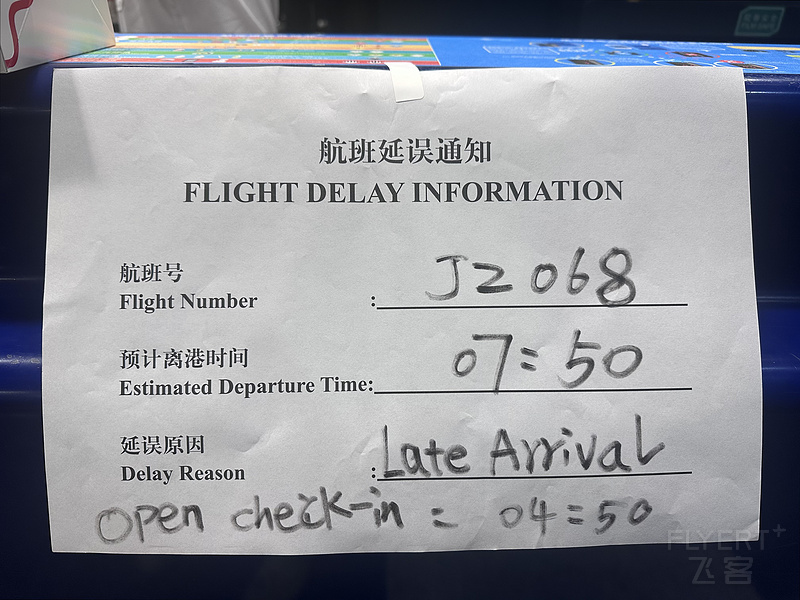 航班延误通知
FLIGHT DELAY INFORMATION
航班号
Flight Number : J2 068
预计离港时间
Estimated Departure Time: 07:50
延误原因
Delay Reason : Late Arrival
Open check-in : 04:50
FLYERT+
飞客